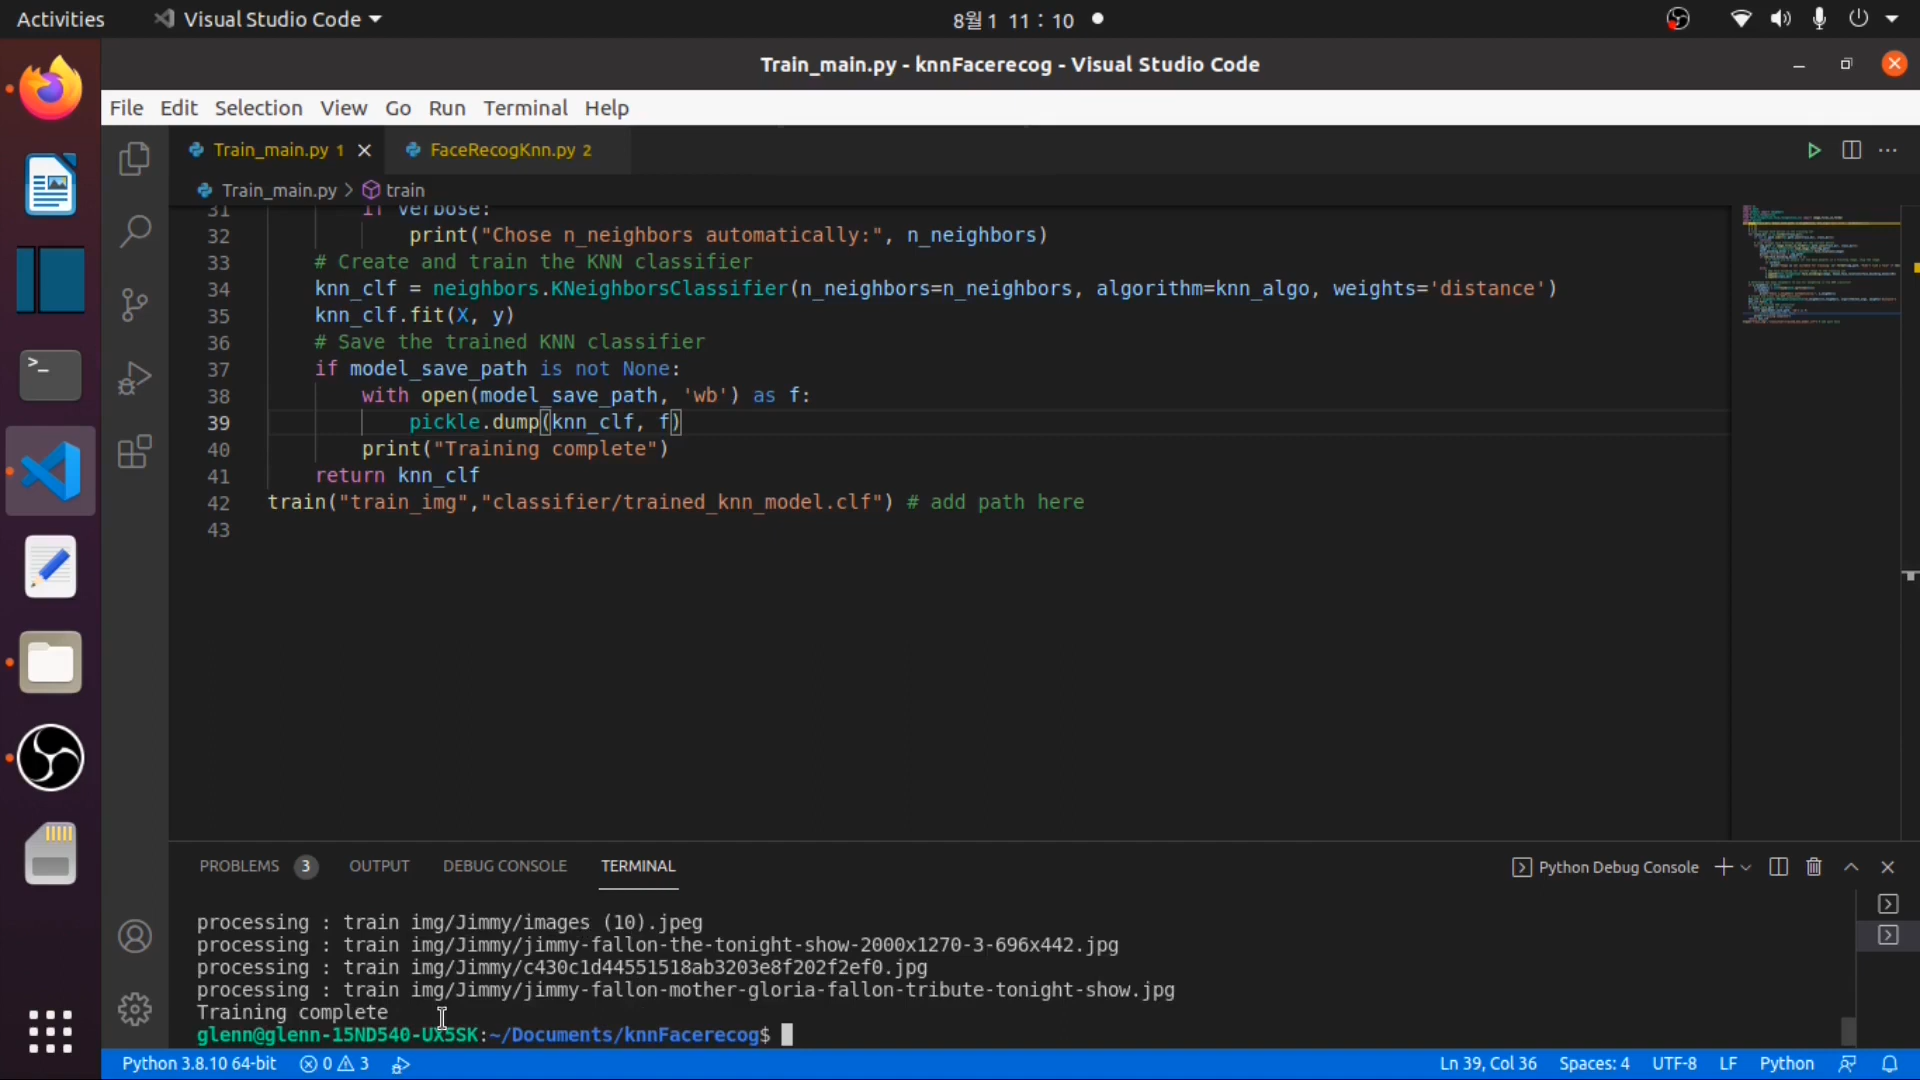 Activities
Visual Studio Code
8월 1 11 : 10
Train_main.py - knnFacerecog - Visual Studio Code
File Edit Selection View Go Run Terminal Help
Train_main.py 1
FaceRecogKnn.py 2
Train_main.py > train
31 if verbose:
32 print("Chose n_neighbors automatically:", n_neighbors)
33 # Create and train the KNN classifier
34 knn_clf = neighbors.KNeighborsClassifier(n_neighbors=n_neighbors, algorithm=knn_algo, weights='distance')
35 knn_clf.fit(X, y)
36 # Save the trained KNN classifier
37 if model_save_path is not None:
38 with open(model_save_path, 'wb') as f:
39 pickle.dump(knn_clf, f)
40 print("Training complete")
41 return knn_clf
42 train("train_img","classifier/trained_knn_model.clf") # add path here
43
PROBLEMS 3 OUTPUT DEBUG CONSOLE TERMINAL
Python Debug Console
processing : train img/Jimmy/images (10).jpeg
processing : train img/Jimmy/jimmy-fallon-the-tonight-show-2000x1270-3-696x442.jpg
processing : train img/Jimmy/c430c1d44551518ab3203e8f202f2ef0.jpg
processing : train img/Jimmy/jimmy-fallon-mother-gloria-fallon-tribute-tonight-show.jpg
Training complete
glenn@glenn-15ND540-UX5SK:~/Documents/knnFacerecog$
Python 3.8.10 64-bit
0 3
Ln 39, Col 36 Spaces: 4 UTF-8 LF Python